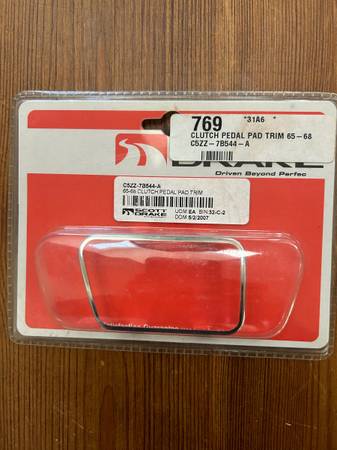 769 "31A6 "
CLUTCH PEDAL PAD TRIM 65-68
C5ZZ-7B544-A
DRAKE
Driven Beyond Perfec
C5ZZ-7B544-A
65-68 CLUTCH PEDAL PAD TRIM
SCOTT
DRAKE
UOM:EA BIN:32-C-2
DOM 5/2/2007